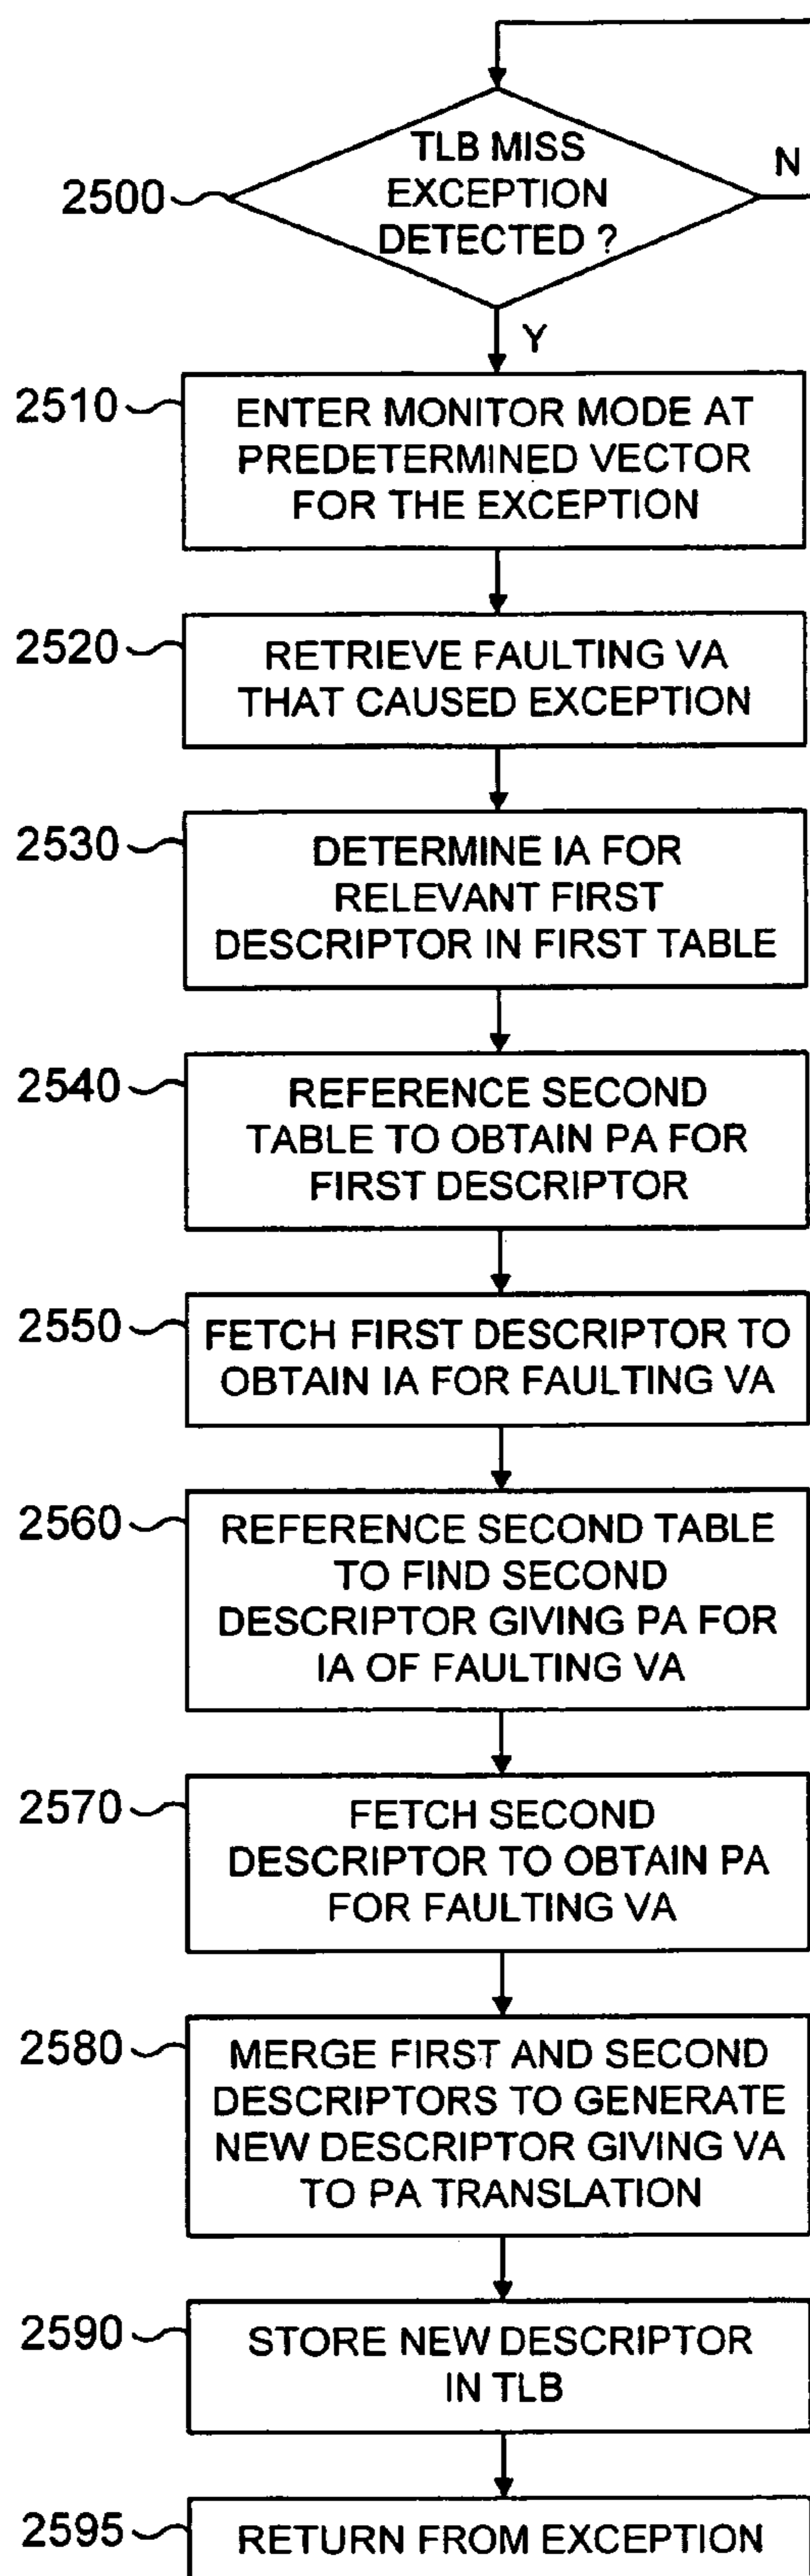 TLB MISS
EXCEPTION
DETECTED ?
N
2500
Y
2510
ENTER MONITOR MODE AT
PREDETERMINED VECTOR
FOR THE EXCEPTION
2520
RETRIEVE FAULTING VA
THAT CAUSED EXCEPTION
2530
DETERMINE IA FOR
RELEVANT FIRST
DESCRIPTOR IN FIRST TABLE
2540
REFERENCE SECOND
TABLE TO OBTAIN PA FOR
FIRST DESCRIPTOR
2550
FETCH FIRST DESCRIPTOR TO
OBTAIN IA FOR FAULTING VA
2560
REFERENCE SECOND TABLE
TO FIND SECOND
DESCRIPTOR GIVING PA FOR
IA OF FAULTING VA
2570
FETCH SECOND
DESCRIPTOR TO OBTAIN PA
FOR FAULTING VA
2580
MERGE FIRST AND SECOND
DESCRIPTORS TO GENERATE
NEW DESCRIPTOR GIVING VA
TO PA TRANSLATION
2590
STORE NEW DESCRIPTOR
IN TLB
2595
RETURN FROM EXCEPTION